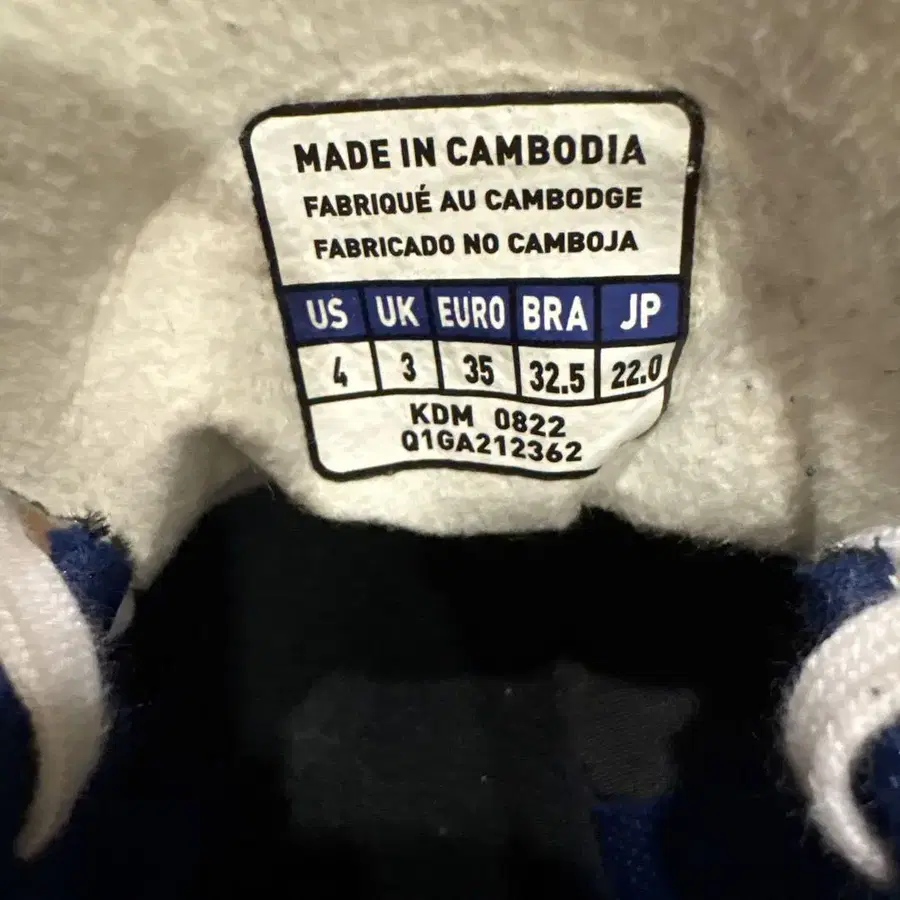 MADE IN CAMBODIA
FABRIQUÉ AU CAMBODGE
FABRICADO NO CAMBOJA
US UK EURO BRA JP
4 3 35 32.5 22.0
KDM 0822
Q1GA212362